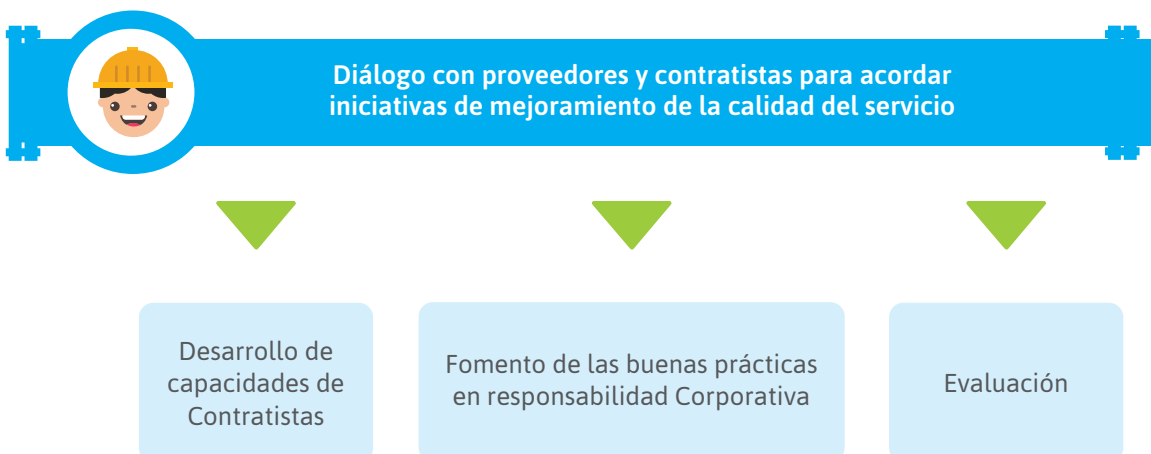 Diálogo con proveedores y contratistas para acordar
iniciativas de mejoramiento de la calidad del servicio
Desarrollo de
capacidades de
Contratistas
Fomento de las buenas prácticas
en responsabilidad Corporativa
Evaluación